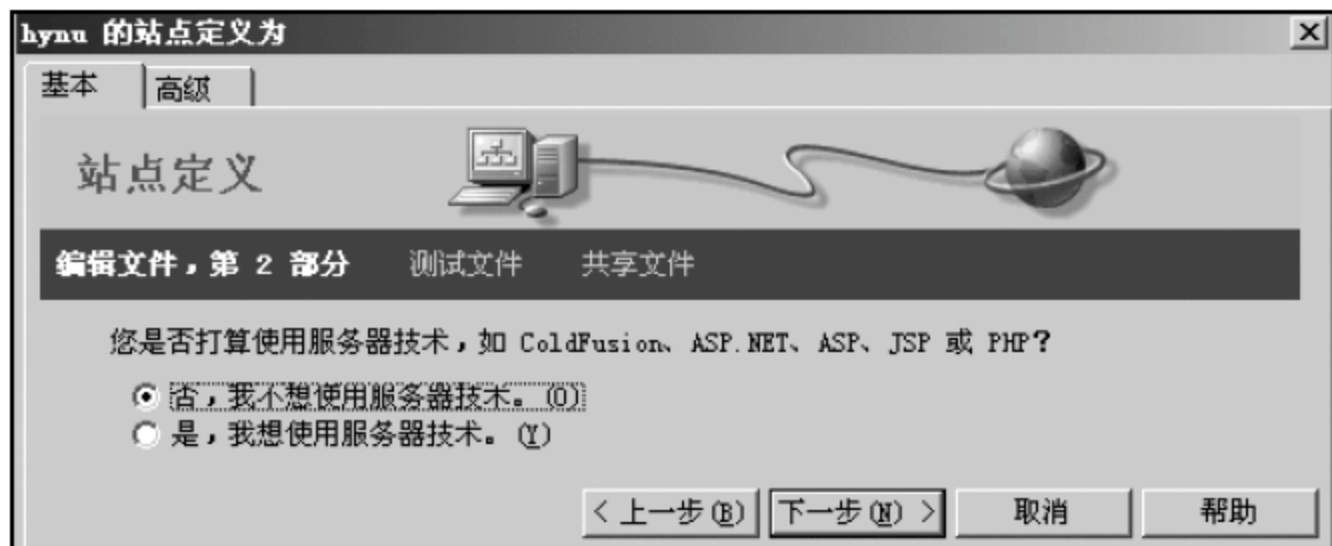 hynu 的站点定义为
基本 高级
站点定义
编辑文件，第 2 部分 测试文件 共享文件
您是否打算使用服务器技术，如 ColdFusion、ASP.NET、ASP、JSP 或 PHP？
否，我不想使用服务器技术。(O)
是，我想使用服务器技术。(Y)
< 上一步(B) 下一步(N) > 取消 帮助